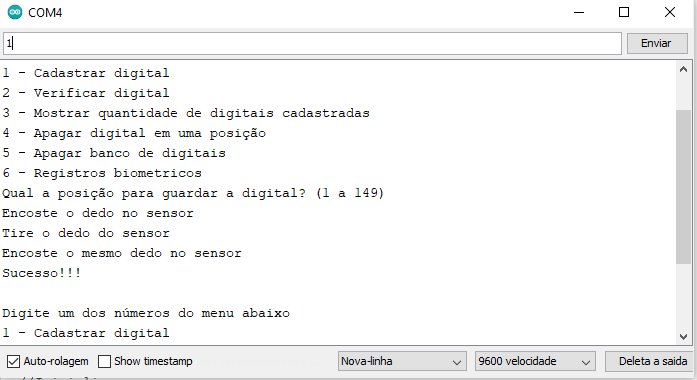 COM4
1
Enviar
1 - Cadastrar digital
2 - Verificar digital
3 - Mostrar quantidade de digitais cadastradas
4 - Apagar digital em uma posição
5 - Apagar banco de digitais
6 - Registros biometricos
Qual a posição para guardar a digital? (1 a 149)
Encoste o dedo no sensor
Tire o dedo do sensor
Encoste o mesmo dedo no sensor
Sucesso!!!
Digite um dos números do menu abaixo
1 - Cadastrar digital
Auto-rolagem Show timestamp Nova-linha 9600 velocidade Deleta a saida